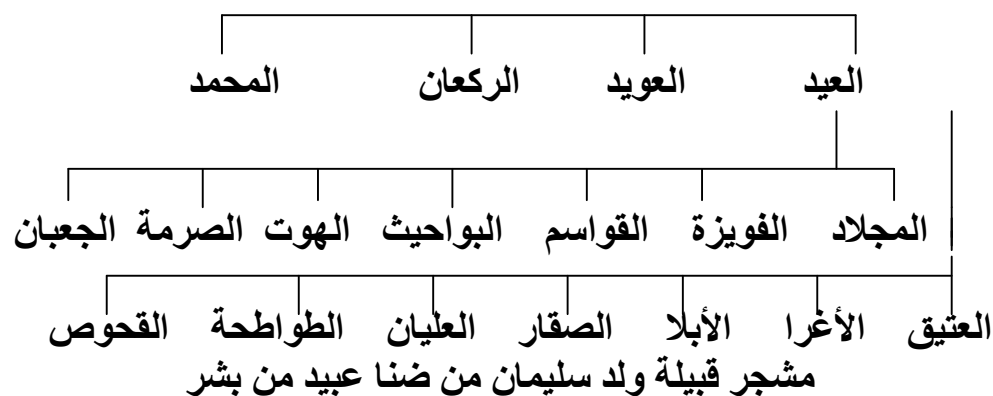 العيد العويد الركعان المحمد
المجلاد الفويزة القواسم البواحيث الهوت الصرمة الجعبان
العتيق الأغرا الأبلا الصقار العليان الطواطحة القحوص
مشجر قبيلة ولد سليمان من ضنا عبيد من بشر